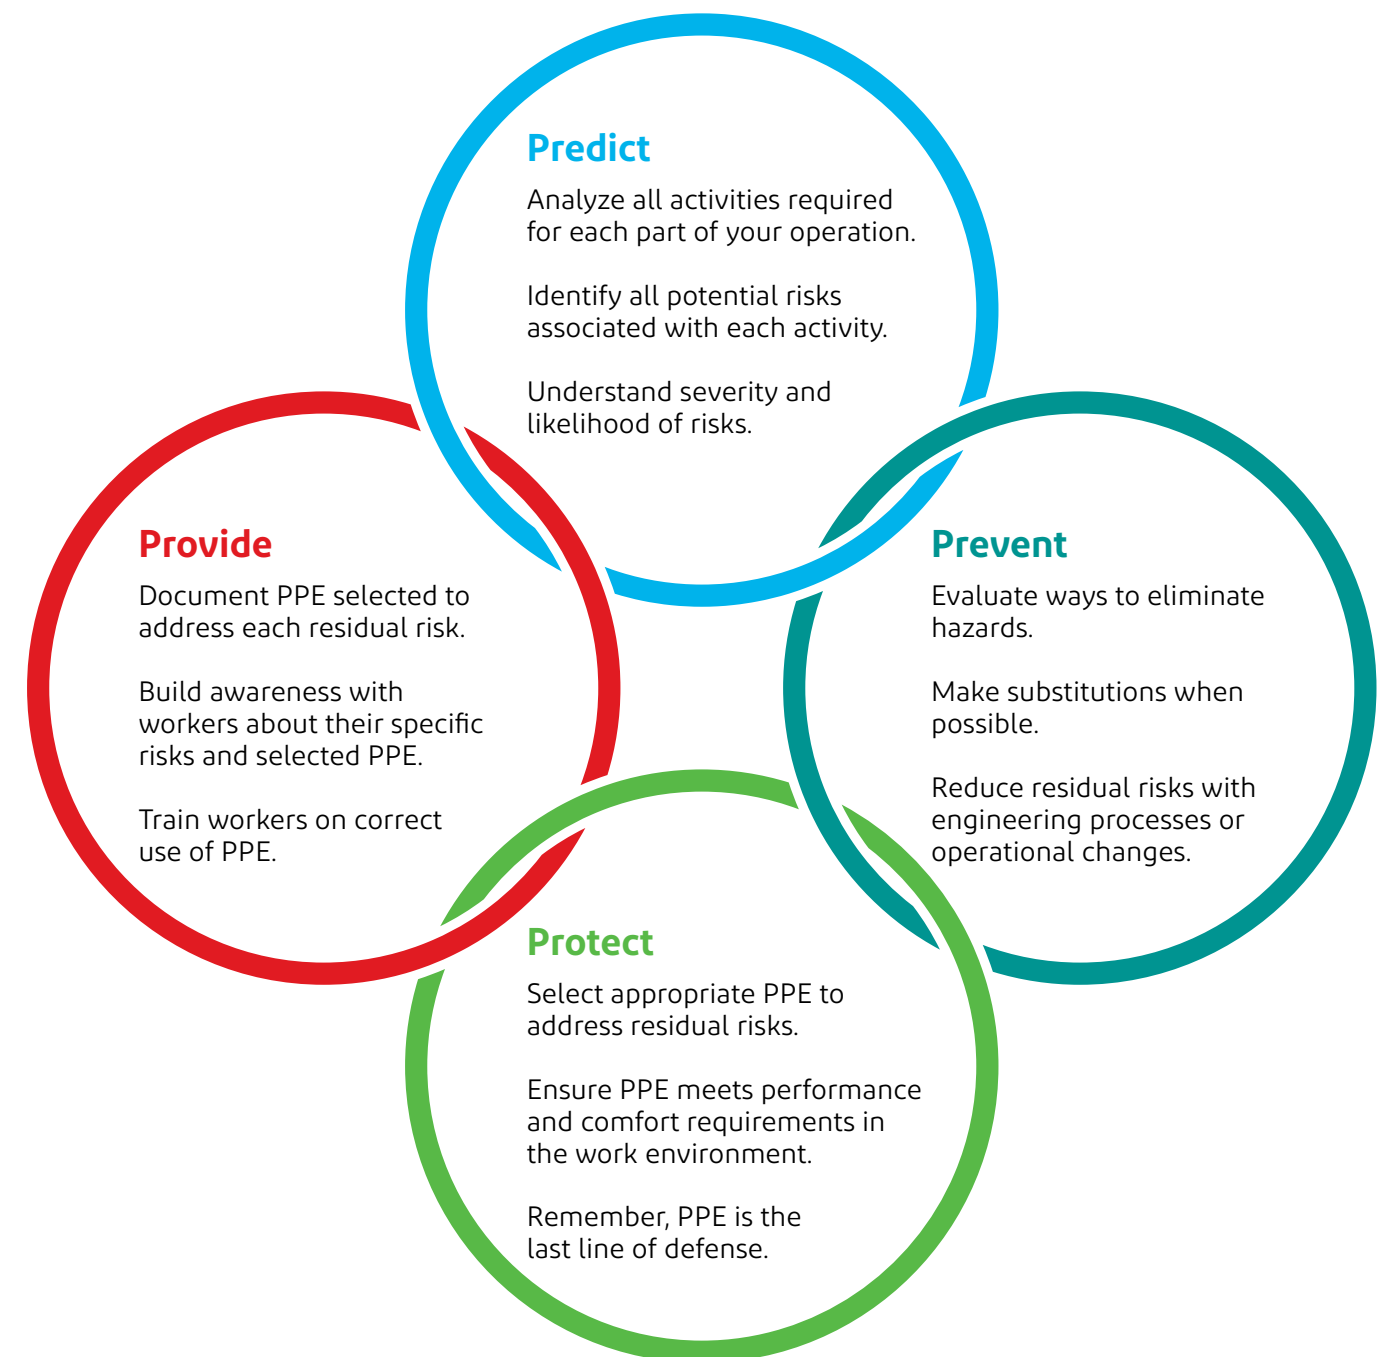 Predict
Analyze all activities required
for each part of your operation.
Identify all potential risks
associated with each activity.
Understand severity and
likelihood of risks.
Provide
Document PPE selected to
address each residual risk.
Build awareness with
workers about their specific
risks and selected PPE.
Train workers on correct
use of PPE.
Prevent
Evaluate ways to eliminate
hazards.
Make substitutions when
possible.
Reduce residual risks with
engineering processes or
operational changes.
Protect
Select appropriate PPE to
address residual risks.
Ensure PPE meets performance
and comfort requirements in
the work environment.
Remember, PPE is the
last line of defense.